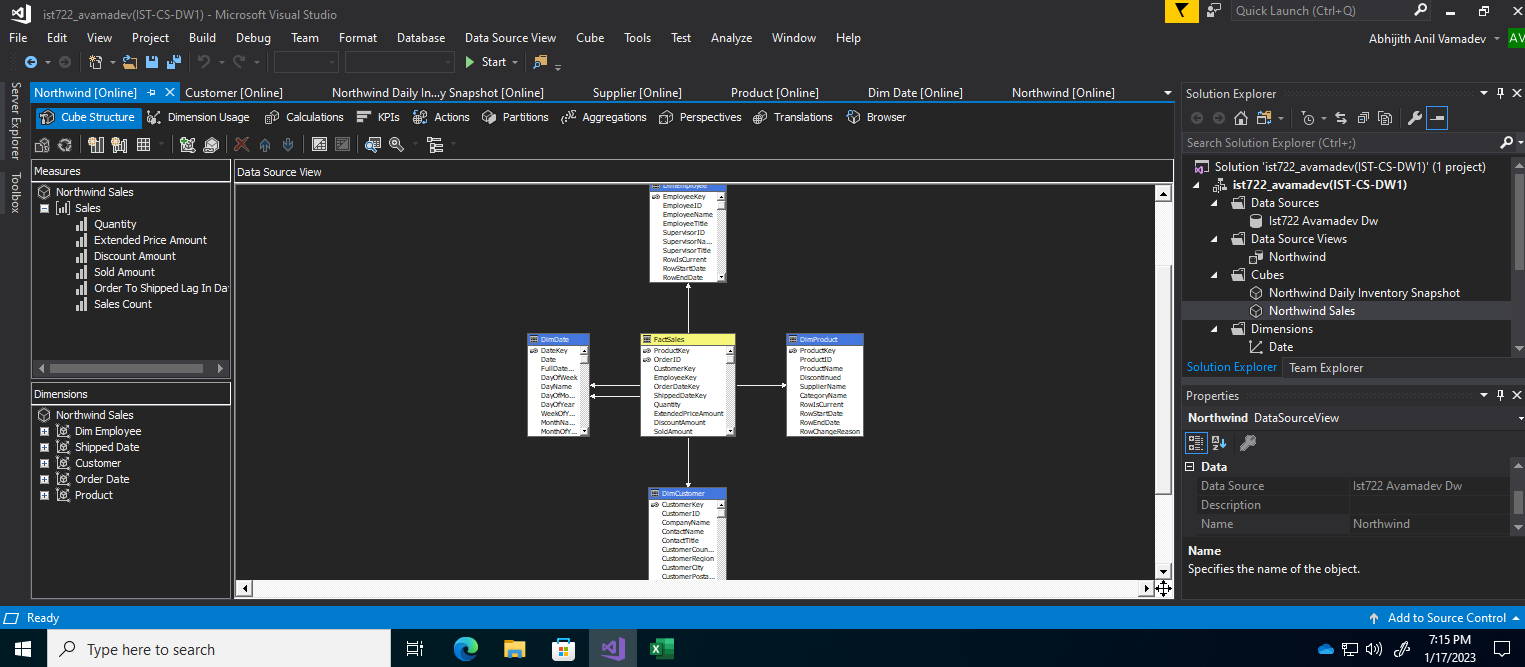 ist722_avamadev(IST-CS-DW1) - Microsoft Visual Studio
Quick Launch (Ctrl+Q)
File Edit View Project Build Debug Team Format Database Data Source View Cube Tools Test Analyze Window Help
Abhijith Anil Vamadev AV
Start
Server Explorer
Toolbox
Northwind [Online] Customer [Online] Northwind Daily In...y Snapshot [Online] Supplier [Online] Product [Online] Dim Date [Online] Northwind [Online]
Cube Structure Dimension Usage Calculations KPIs Actions Partitions Aggregations Perspectives Translations Browser
Measures
Northwind Sales
Sales
Quantity
Extended Price Amount
Discount Amount
Sold Amount
Order To Shipped Lag In Da
Sales Count
Dimensions
Northwind Sales
Dim Employee
Shipped Date
Customer
Order Date
Product
Data Source View
DimEmployee
EmployeeKey
EmployeeID
EmployeeName
EmployeeTitle
SupervisorID
SupervisorNa...
SupervisorTitle
RowIsCurrent
RowStartDate
RowEndDate
DimDate
DateKey
Date
FullDate...
DayOfWeek
DayName
DayOfMo...
DayOfYear
WeekOfY...
MonthNa...
MonthOfY...
FactSales
ProductKey
OrderID
CustomerKey
EmployeeKey
OrderDateKey
ShippedDateKey
Quantity
ExtendedPriceAmount
DiscountAmount
SoldAmount
DimProduct
ProductKey
ProductID
ProductName
Discontinued
SupplierName
CategoryName
RowIsCurrent
RowStartDate
RowEndDate
RowChangeReason
DimCustomer
CustomerKey
CustomerID
CompanyName
ContactName
ContactTitle
CustomerCoun...
CustomerRegion
CustomerCity
CustomerPosta...
Solution Explorer
Search Solution Explorer (Ctrl+;)
Solution 'ist722_avamadev(IST-CS-DW1)' (1 project)
ist722_avamadev(IST-CS-DW1)
Data Sources
Ist722 Avamadev Dw
Data Source Views
Northwind
Cubes
Northwind Daily Inventory Snapshot
Northwind Sales
Dimensions
Date
Solution Explorer Team Explorer
Properties
Northwind DataSourceView
Data
Data Source Ist722 Avamadev Dw
Description
Name Northwind
Name
Specifies the name of the object.
Ready
Add to Source Control
Type here to search
7:15 PM
1/17/2023